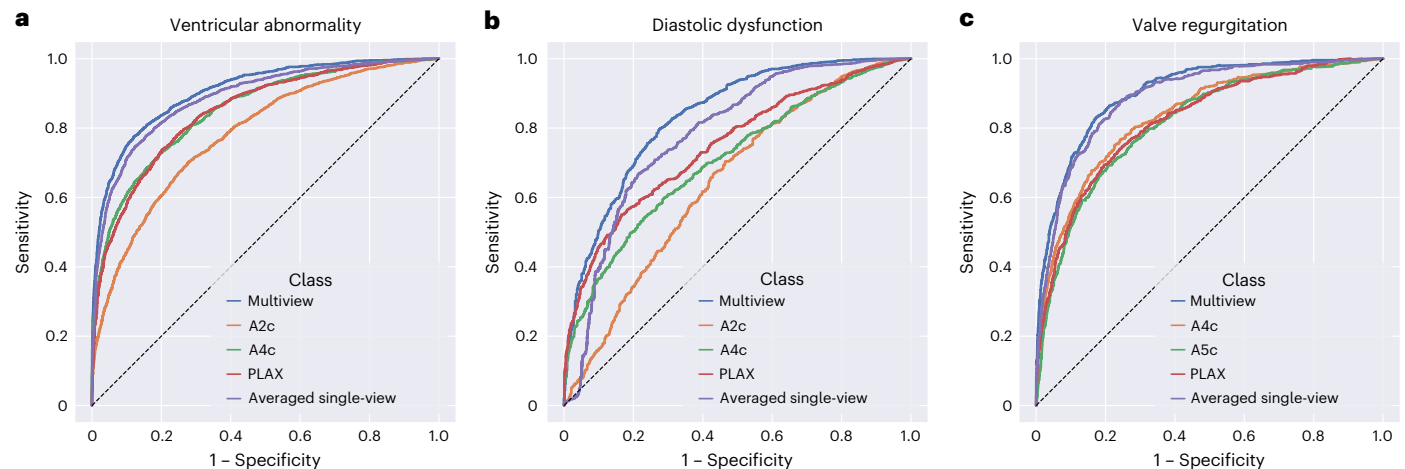 a
Ventricular abnormality
1.0
0.8
0.6
0.4
0.2
0
Sensitivity
Class
Multiview
A2c
A4c
PLAX
Averaged single-view
0
0.2
0.4
0.6
0.8
1.0
1 – Specificity
b
Diastolic dysfunction
1.0
0.8
0.6
0.4
0.2
0
Sensitivity
Class
Multiview
A2c
A4c
PLAX
Averaged single-view
0
0.2
0.4
0.6
0.8
1.0
1 – Specificity
c
Valve regurgitation
1.0
0.8
0.6
0.4
0.2
0
Sensitivity
Class
Multiview
A4c
A5c
PLAX
Averaged single-view
0
0.2
0.4
0.6
0.8
1.0
1 – Specificity